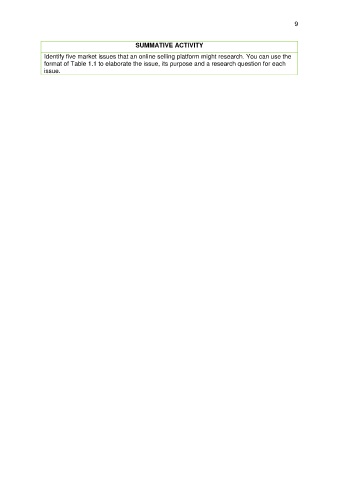 9
SUMMATIVE ACTIVITY
Identify five market issues that an online selling platform might research. You can use the
format of Table 1.1 to elaborate the issue, its purpose and a research question for each
issue.